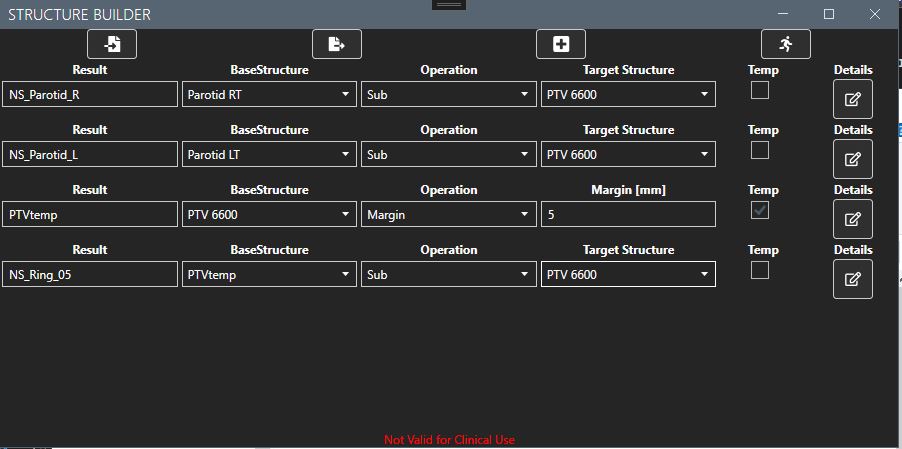 STRUCTURE BUILDER
Result BaseStructure Operation Target Structure Temp Details
NS_Parotid_R Parotid RT Sub PTV 6600
Result BaseStructure Operation Target Structure Temp Details
NS_Parotid_L Parotid LT Sub PTV 6600
Result BaseStructure Operation Margin [mm] Temp Details
PTVtemp PTV 6600 Margin 5
Result BaseStructure Operation Target Structure Temp Details
NS_Ring_05 PTVtemp Sub PTV 6600
Not Valid for Clinical Use